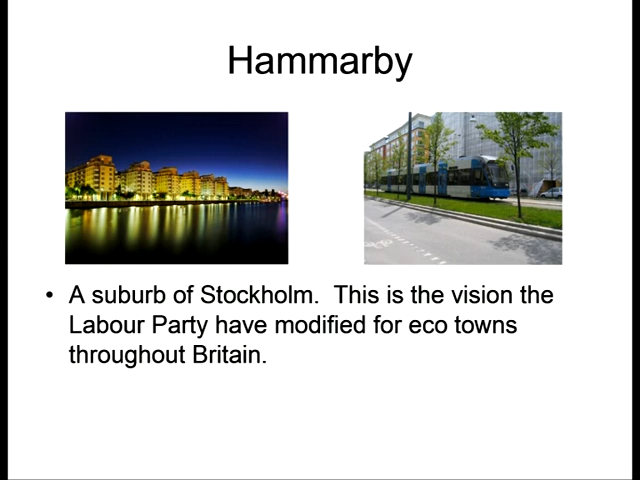 Hammarby
• A suburb of Stockholm.  This is the vision the
Labour Party have modified for eco towns
throughout Britain.